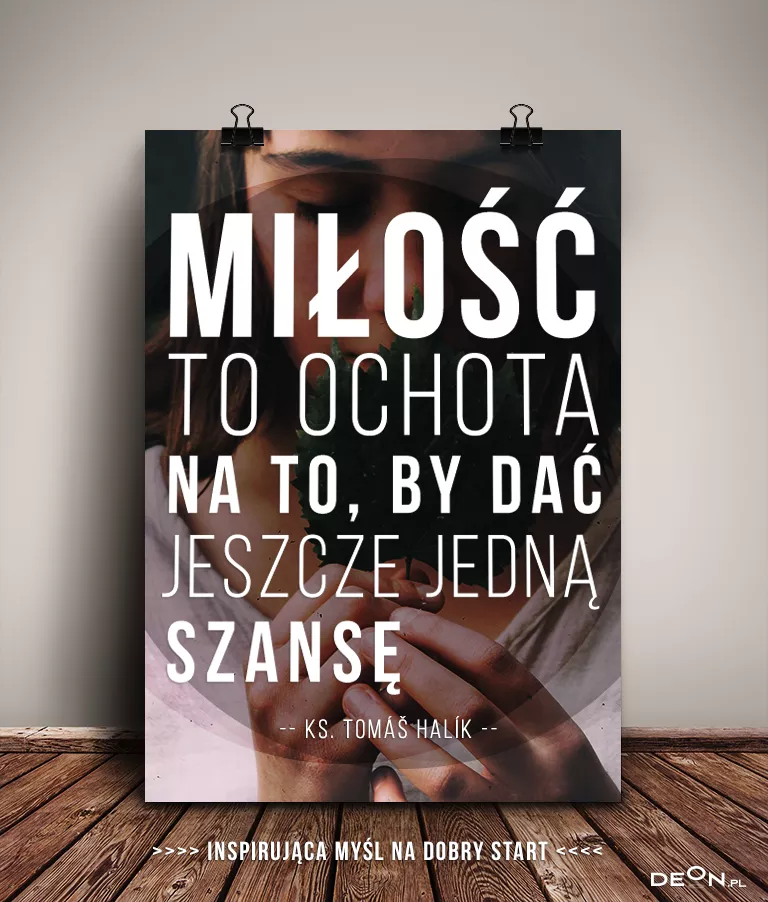 MIŁOŚĆ
TO OCHOTA
NA TO, BY DAĆ
JESZCZE JEDNĄ
SZANSĘ
-- KS. TOMÁŠ HALÍK --
>>>> INSPIRUJĄCA MYŚL NA DOBRY START <<<<
DEON.PL